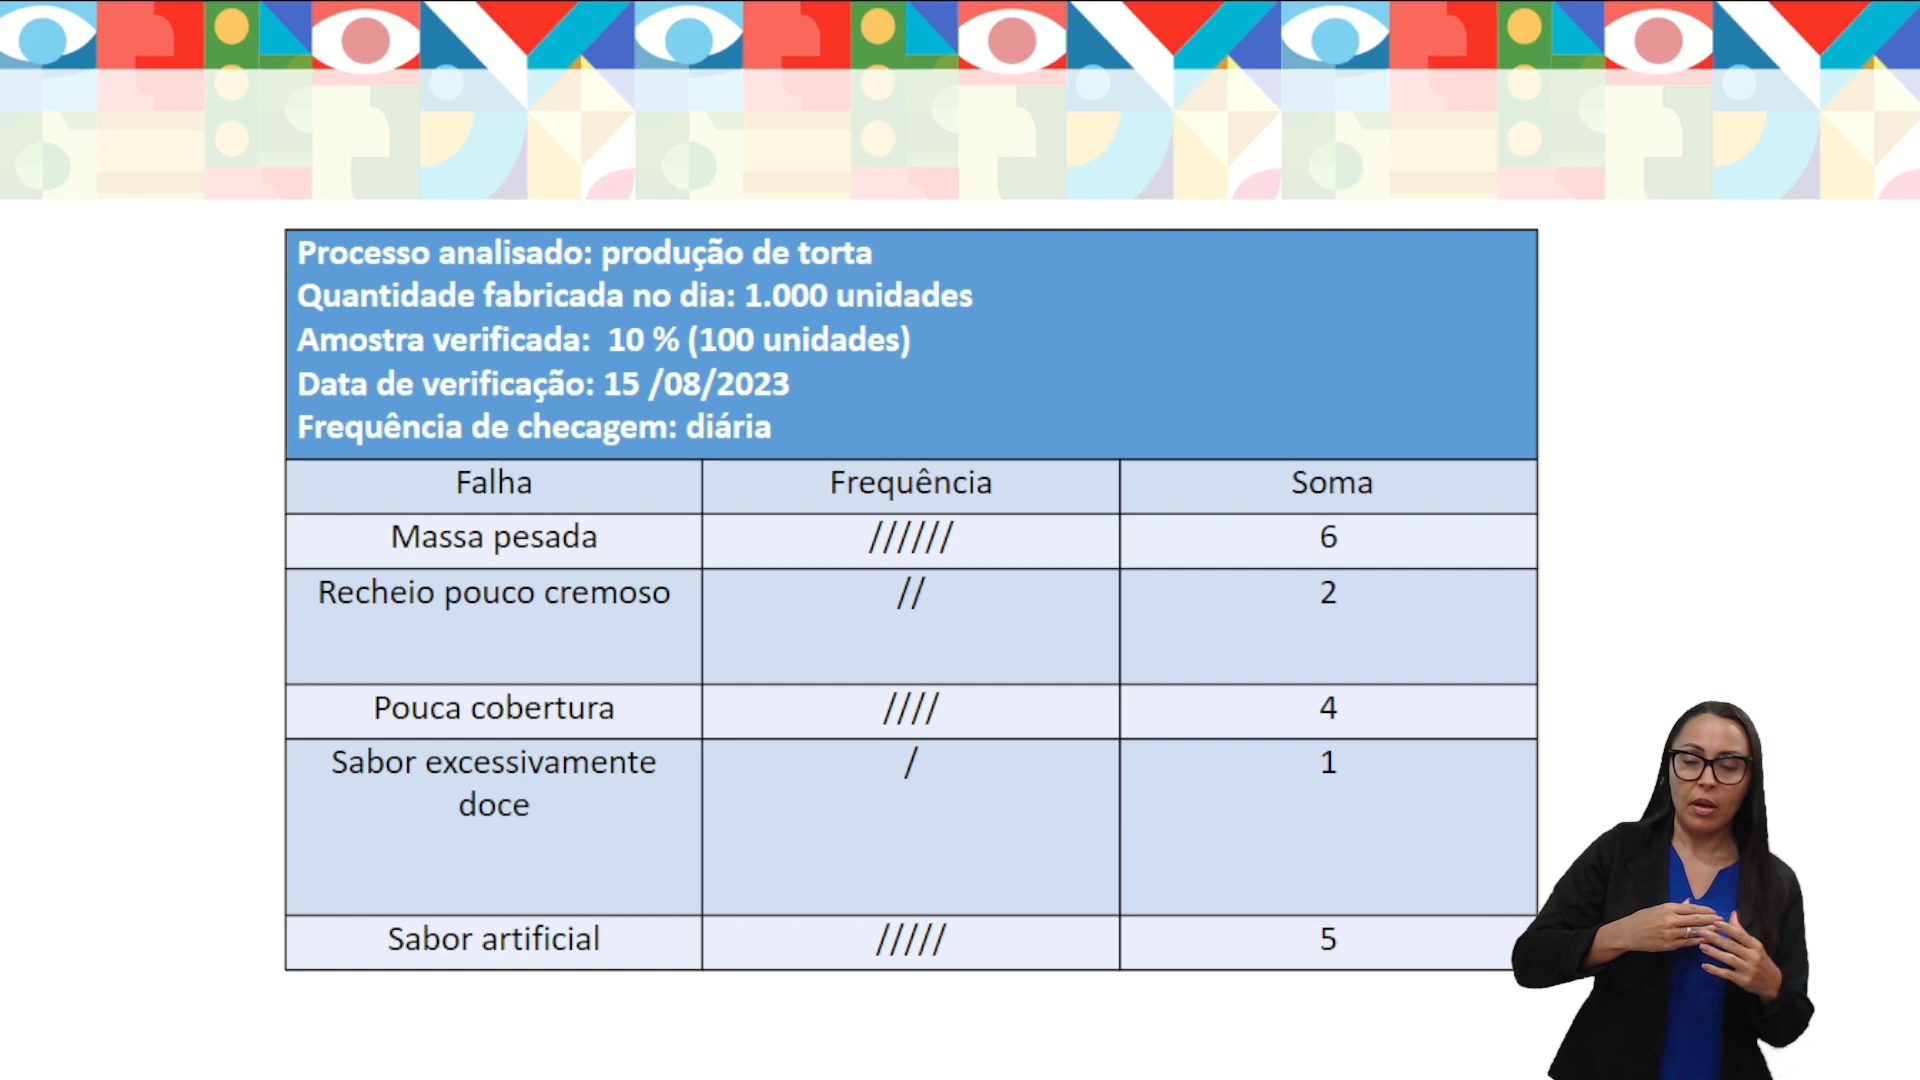 Processo analisado: produção de torta
Quantidade fabricada no dia: 1.000 unidades
Amostra verificada:  10 % (100 unidades)
Data de verificação: 15 /08/2023
Frequência de checagem: diária
Falha Frequência Soma
Massa pesada ////// 6
Recheio pouco cremoso // 2
Pouca cobertura //// 4
Sabor excessivamente / 1
doce
Sabor artificial ///// 5